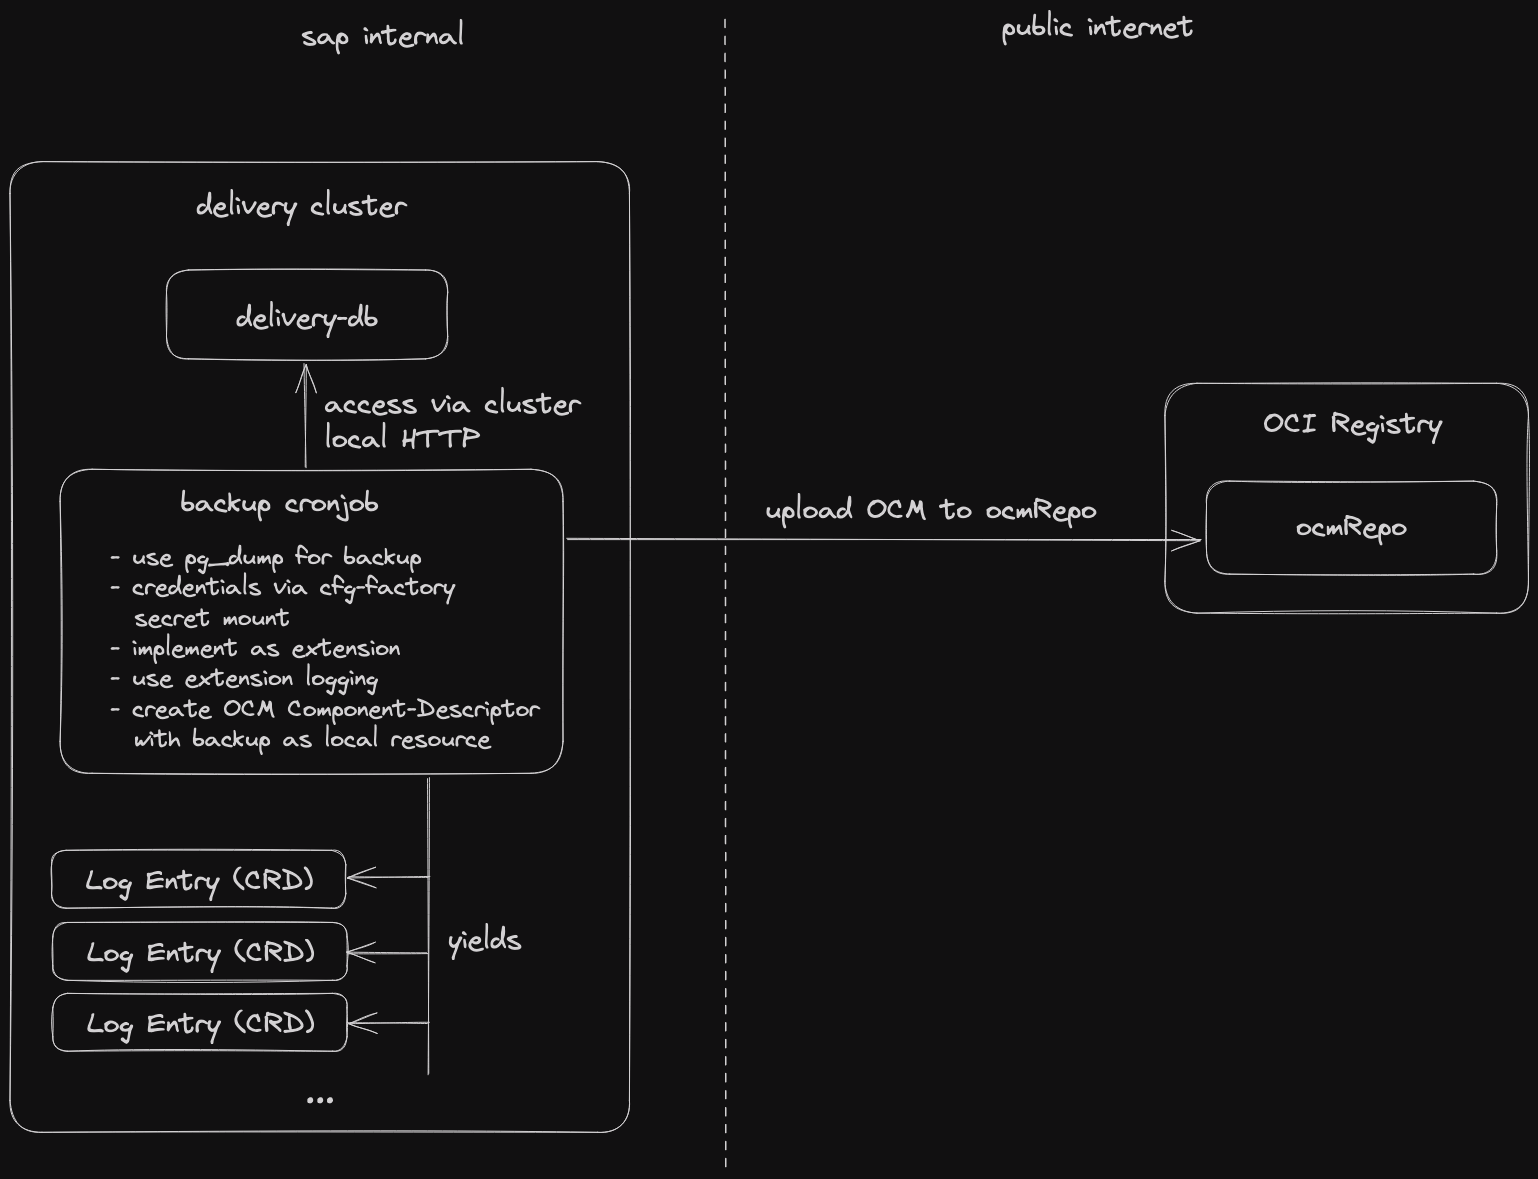 sap internal
public internet
delivery cluster
delivery-db
access via cluster
local HTTP
backup cronjob
- use pg_dump for backup
- credentials via cfg-factory
secret mount
- implement as extension
- use extension logging
- create OCM Component-Descriptor
with backup as local resource
upload OCM to ocmRepo
OCI Registry
ocmRepo
Log Entry (CRD)
Log Entry (CRD)
Log Entry (CRD)
yields
...